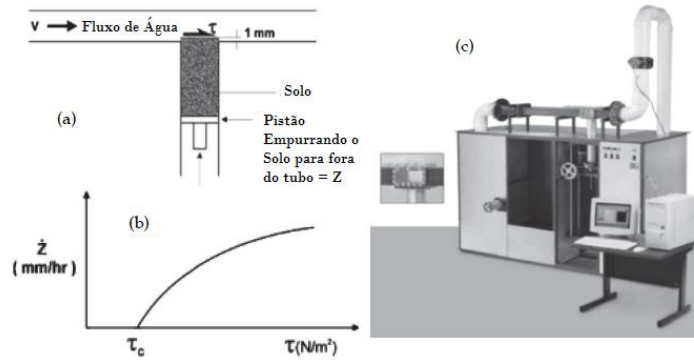 V
Fluxo de Água
τ
1 mm
(c)
Solo
(a)
Pistão
Empurrando o
Solo para fora
do tubo = Z
(b)
Ż
( mm/hr )
τc
τ(N/m²)